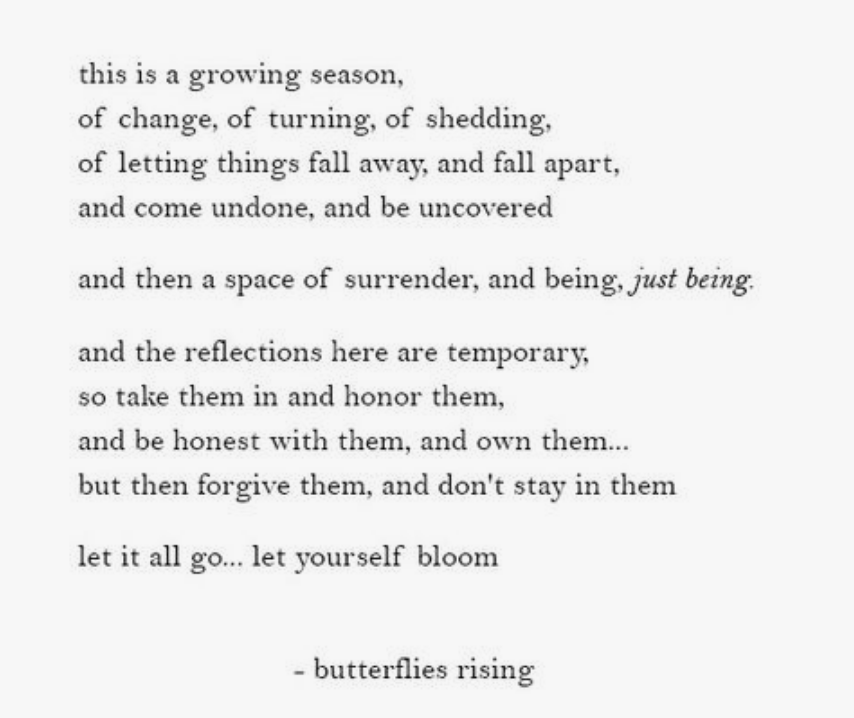 this is a growing season,
of change, of turning, of shedding,
of letting things fall away, and fall apart,
and come undone, and be uncovered
and then a space of surrender, and being, just being.
and the reflections here are temporary,
so take them in and honor them,
and be honest with them, and own them...
but then forgive them, and don't stay in them
let it all go... let yourself bloom
- butterflies rising